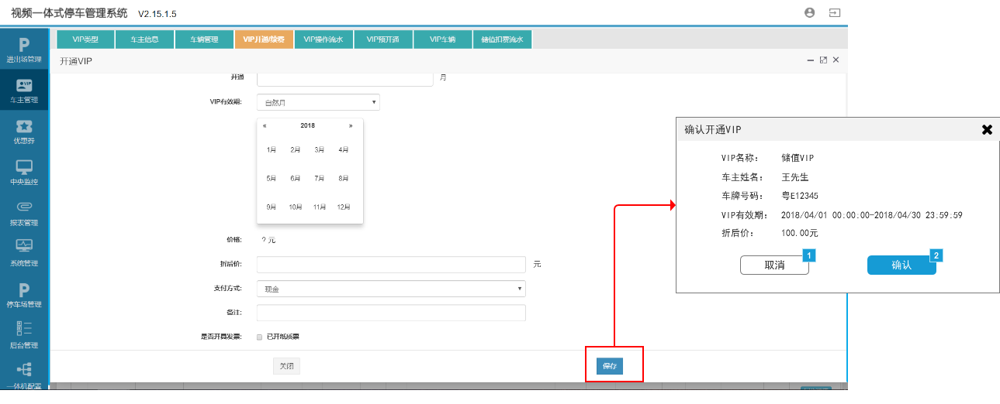 视频一体式停车管理系统 V2.15.1.5
VIP类型 车主信息 车辆管理 VIP开通/续费 VIP操作流水 VIP预开通 VIP车辆 储值扣费流水
进出场管理
车主管理
优惠券
中央监控
报表管理
系统管理
停车场管理
后台管理
一体机配置
开通VIP
开通 月
VIP有效期: 自然月
« 2018 »
1月 2月 3月 4月
5月 6月 7月 8月
9月 10月 11月 12月
价格: ? 元
折后价: 元
支付方式: 现金
备注:
是否开具发票: 已开纸质票
关闭 保存
确认开通VIP
VIP名称： 储值VIP
车主姓名： 王先生
车牌号码： 粤E12345
VIP有效期： 2018/04/01 00:00:00-2018/04/30 23:59:59
折后价： 100.00元
取消 1 确认 2